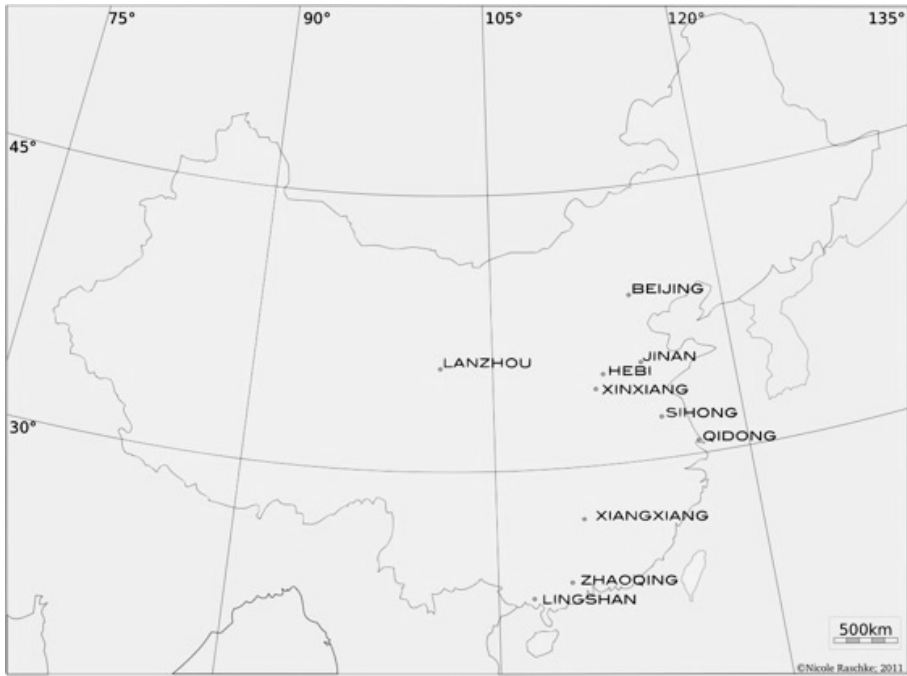 75° 90° 105° 120° 135°
45°
BEIJING
JINAN
LANZHOU
HEBI
XINXIANG
SIHONG
30°
QIDONG
XIANGXIANG
ZHAOQING
LINGSHAN
500km
©Nicole Raschke; 2011